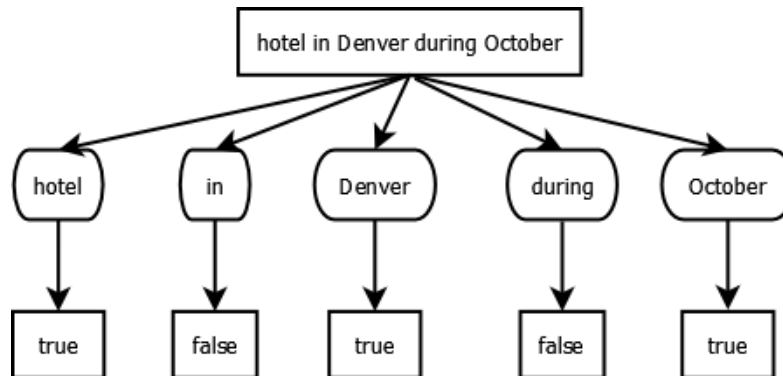 hotel in Denver during October
hotel in Denver during October
true false true false true